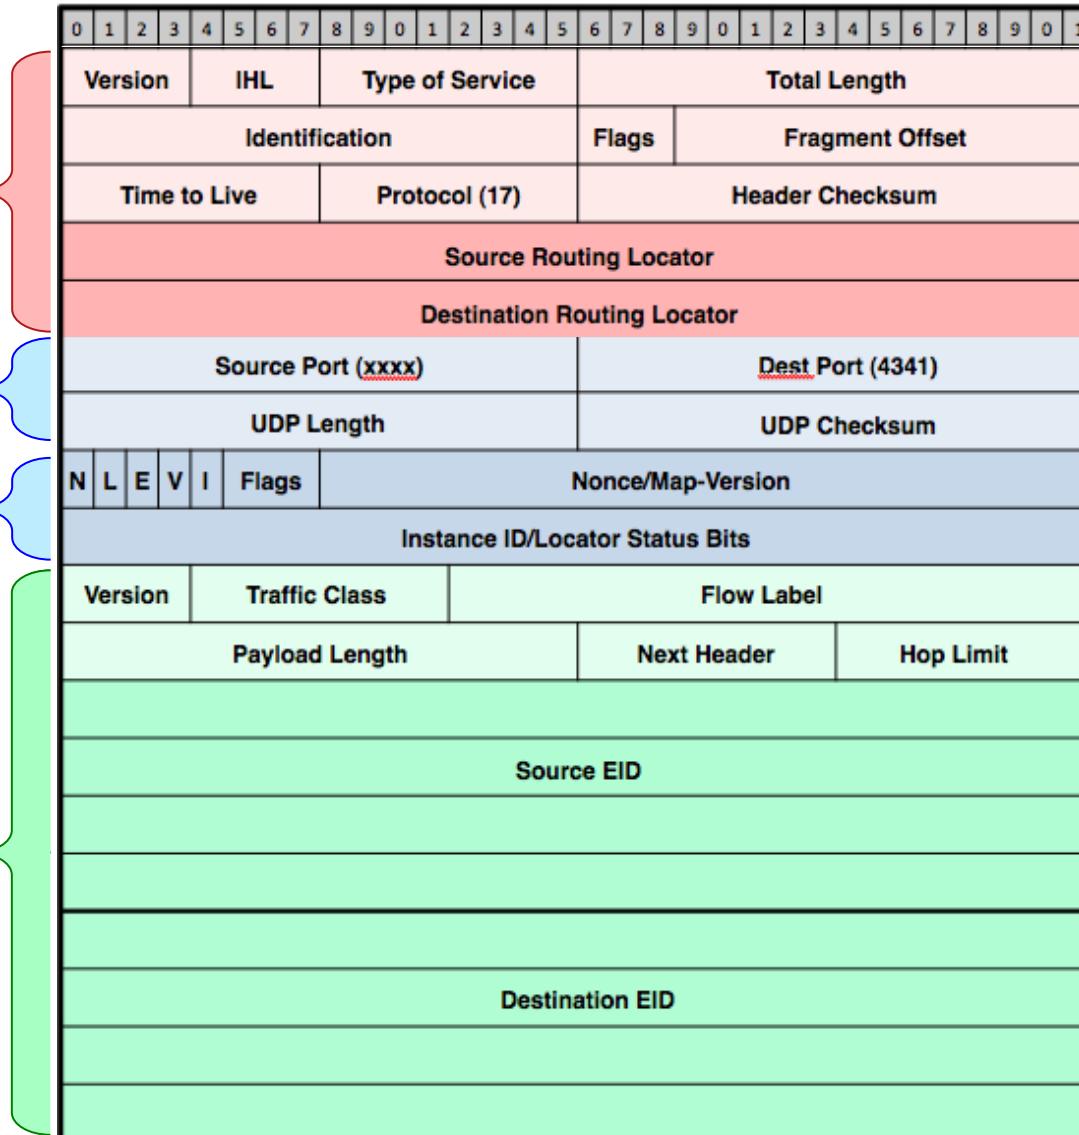 0 1 2 3 4 5 6 7 8 9 0 1 2 3 4 5 6 7 8 9 0 1 2 3 4 5 6 7 8 9 0 1
Version IHL Type of Service Total Length
Identification Flags Fragment Offset
Time to Live Protocol (17) Header Checksum
Source Routing Locator
Destination Routing Locator
Source Port (xxxx) Dest Port (4341)
UDP Length UDP Checksum
N L E V I Flags Nonce/Map-Version
Instance ID/Locator Status Bits
Version Traffic Class Flow Label
Payload Length Next Header Hop Limit
Source EID
Destination EID